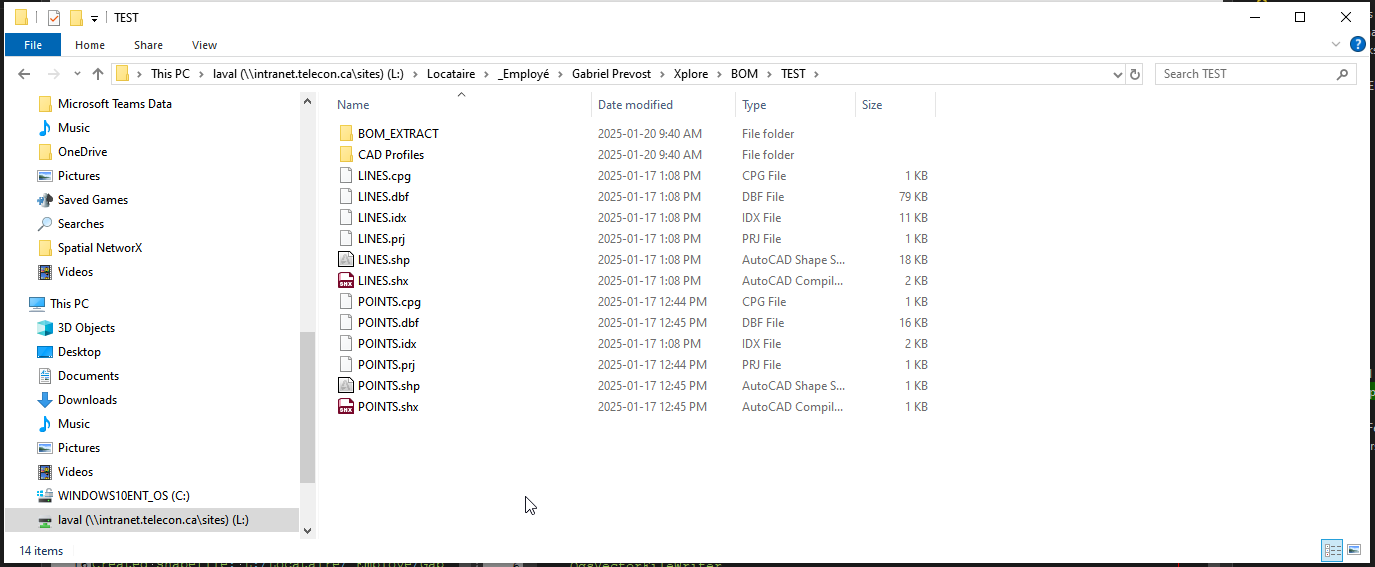 TEST
File Home Share View
This PC > laval (\\intranet.telecon.ca\sites) (L:) > Locataire > _Employé > Gabriel Prevost > Xplore > BOM > TEST >
Search TEST
Microsoft Teams Data
Music
OneDrive
Pictures
Saved Games
Searches
Spatial NetworX
Videos
This PC
3D Objects
Desktop
Documents
Downloads
Music
Pictures
Videos
WINDOWS10ENT_OS (C:)
laval (\\intranet.telecon.ca\sites) (L:)
Name Date modified Type Size
BOM_EXTRACT 2025-01-20 9:40 AM File folder
CAD Profiles 2025-01-20 9:40 AM File folder
LINES.cpg 2025-01-17 1:08 PM CPG File 1 KB
LINES.dbf 2025-01-17 1:08 PM DBF File 79 KB
LINES.idx 2025-01-17 1:08 PM IDX File 11 KB
LINES.prj 2025-01-17 1:08 PM PRJ File 1 KB
LINES.shp 2025-01-17 1:08 PM AutoCAD Shape S... 18 KB
LINES.shx 2025-01-17 1:08 PM AutoCAD Compil... 2 KB
POINTS.cpg 2025-01-17 12:44 PM CPG File 1 KB
POINTS.dbf 2025-01-17 12:45 PM DBF File 16 KB
POINTS.idx 2025-01-17 1:08 PM IDX File 2 KB
POINTS.prj 2025-01-17 12:44 PM PRJ File 1 KB
POINTS.shp 2025-01-17 12:45 PM AutoCAD Shape S... 1 KB
POINTS.shx 2025-01-17 12:45 PM AutoCAD Compil... 1 KB
14 items